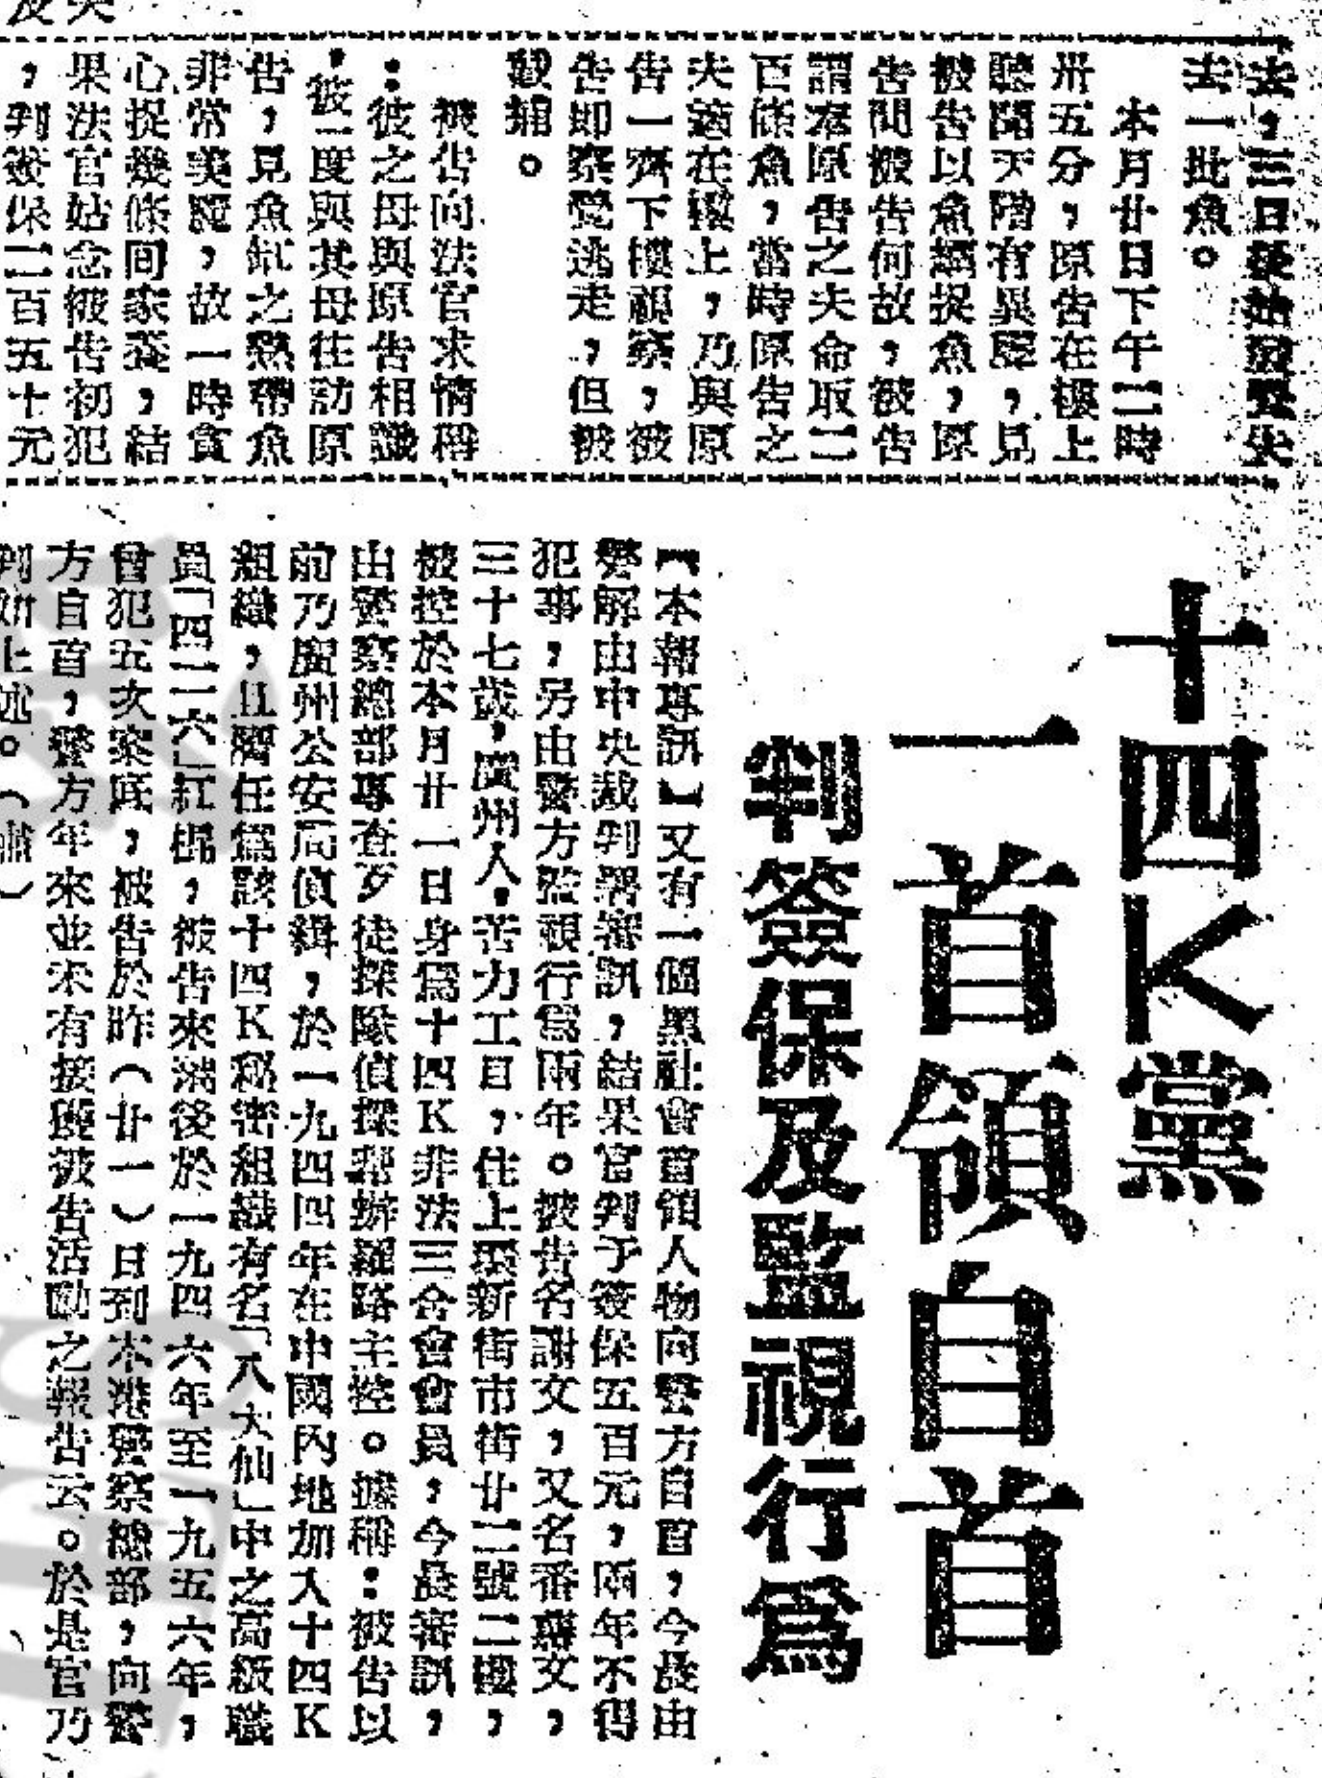 去一批魚。
本月廿日下午二時
卅五分，原告在樓上
聽聞天階有異聲，見
被告以魚網捉魚，原
告問被告何故，被告
謂奉原告之夫命取二
百條魚，當時原告之
夫適在樓上，乃與原
告一齊下樓視察，被
告即察覺逃走，但被
截捕。
被告向法官求情稱
：彼之母與原告相識
，彼一度與其母往訪原
告，見魚缸之熱帶魚
非常美麗，故一時貪
心捉幾條回家養，結
果法官姑念被告初犯
，判簽保二百五十元
十四K黨
一首領自首
判簽保及監視行為
【本報專訊】又有一個黑社會首領人物向警方自首，今晨由
警解由中央裁判署審訊，結果官判予簽保五百元，兩年不得
犯事，另由警方監視行為兩年。被告名謝文，又名番文，
三十七歲，廣州人，苦力工目，住上環新街市街廿二號二樓，
被控於本月廿一日身為十四K非法三合會會員，今晨審訊，
由警察總部專查歹徒探隊偵探幫辦羅路主控。據稱：被告以
前乃廣州公安局偵緝，於一九四四年在中國內地加入十四K
組織，且曾任為該十四K秘密組織有名「八大仙」中之高級職
員「四二六」紅棍，被告來港後於一九四六年至一九五六年，
曾犯五次案底，被告於昨（廿一）日到本港警察總部，向警
方自首，警方年來並未有接獲被告活動之報告云。於是官乃
判如上述。